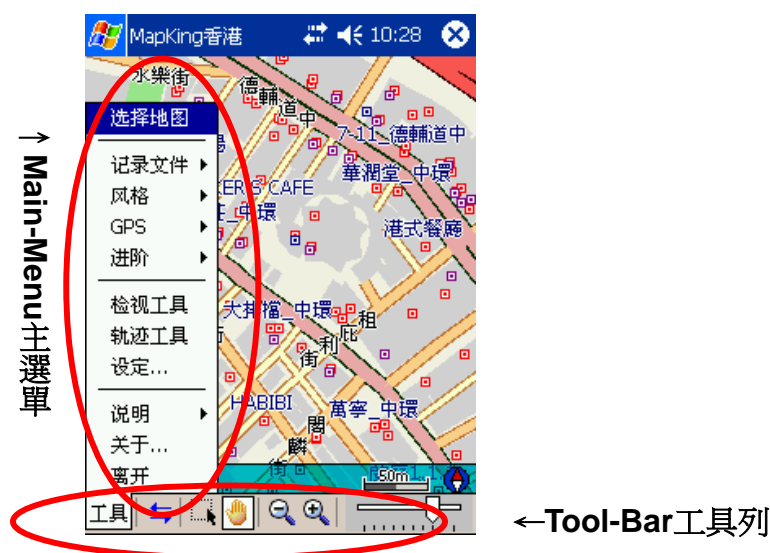 MapKing香港 10:28
水樂街
德輔道中
选择地图
7-11_德輔道中
记录文件
華潤堂_中環
风格
ER'S CAFE
GPS
中環
港式餐廳
进阶
检视工具
大排檔_中環
轨迹工具
租庇利街
设定...
HABIBI
萬寧_中環
说明
閣麟街
关于...
50m
离开
工具
→ Main-Menu主選單
←Tool-Bar工具列